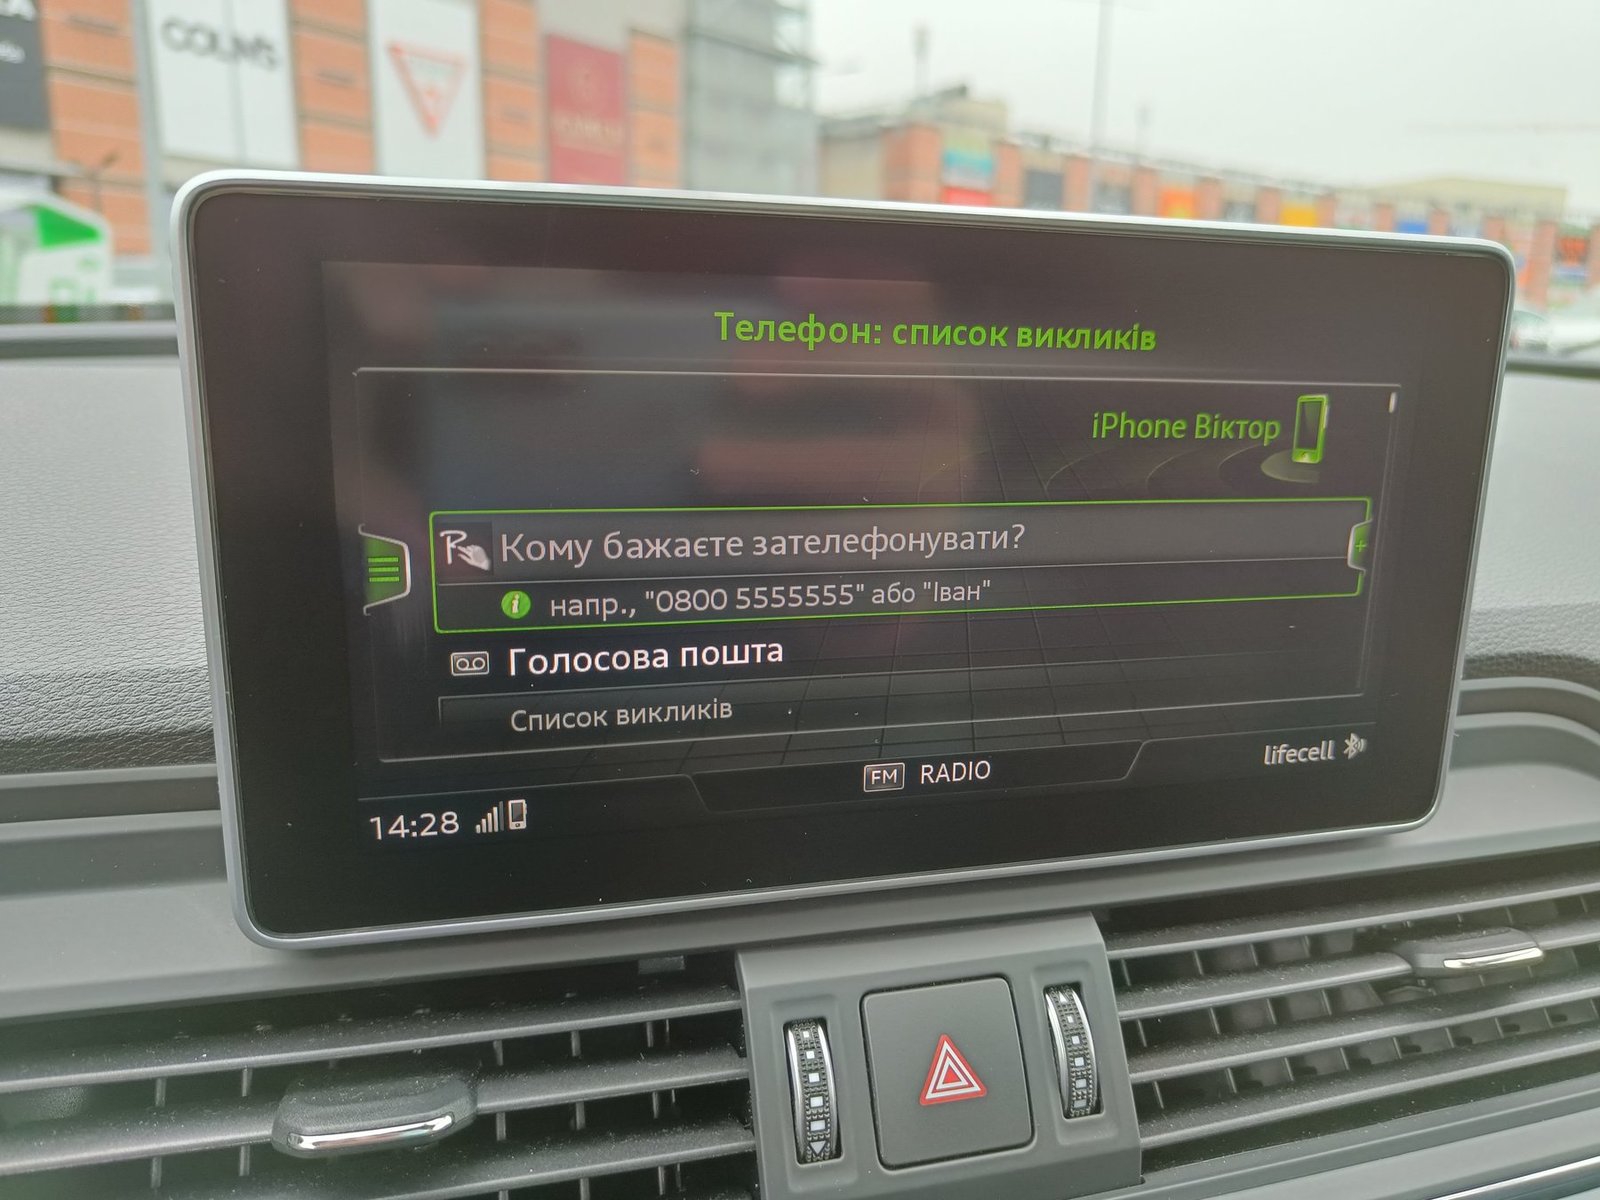 COLIN'S
Телефон: список викликів
iPhone Віктор
Кому бажаєте зателефонувати?
i напр., "0800 5555555" або "Іван"
Голосова пошта
Список викликів
lifecell
FM RADIO
14:28